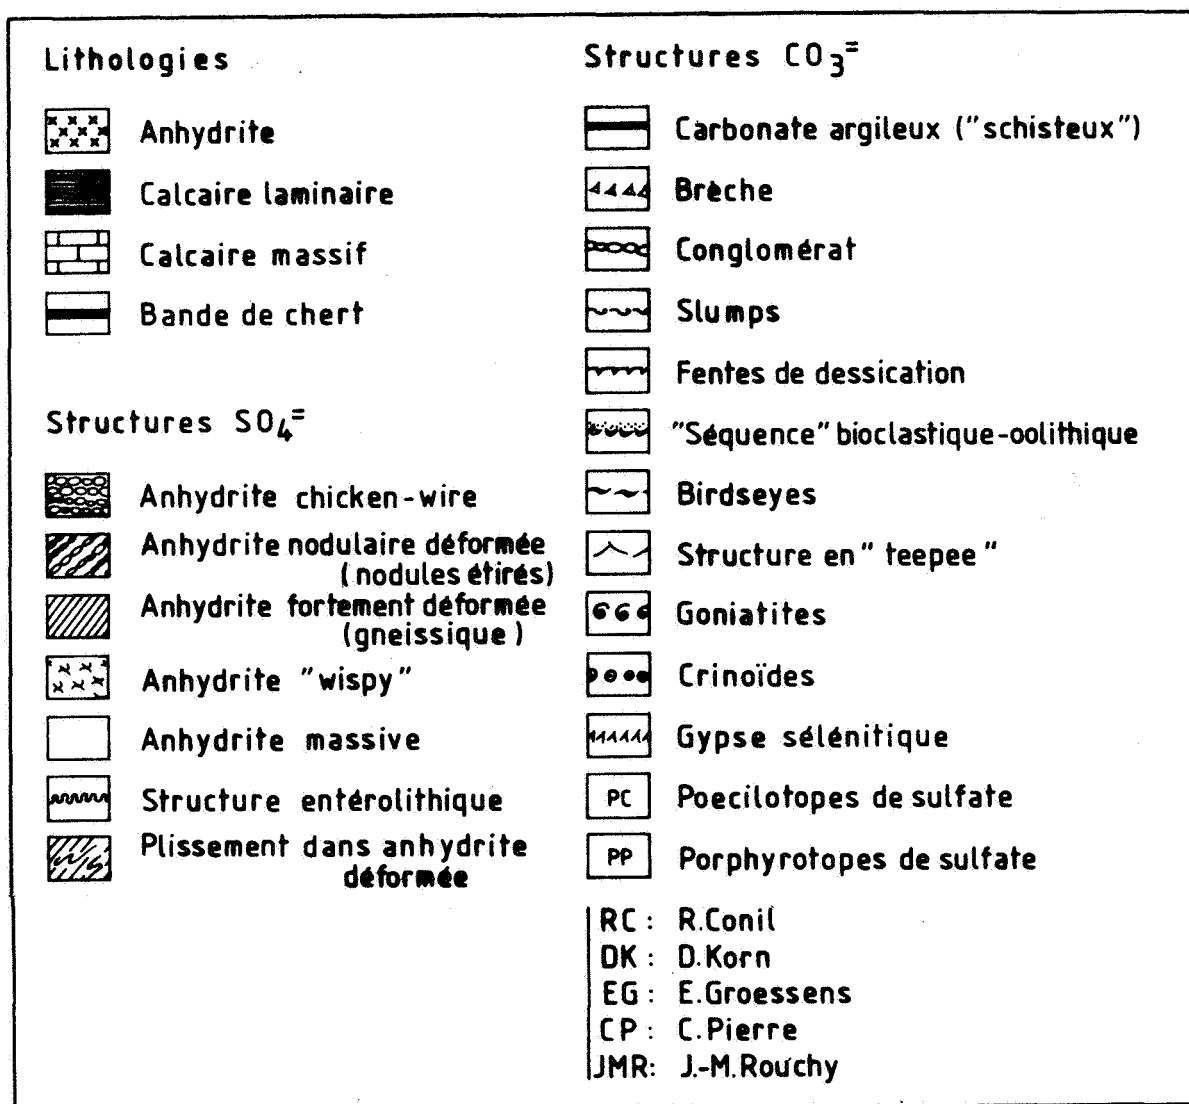 Lithologies
Anhydrite
Calcaire laminaire
Calcaire massif
Bande de chert
Structures SO₄⁼
Anhydrite chicken-wire
Anhydrite nodulaire déformée
(nodules étirés)
Anhydrite fortement déformée
(gneissique)
Anhydrite "wispy"
Anhydrite massive
Structure entérolithique
Plissement dans anhydrite
déformée
Structures CO₃⁼
Carbonate argileux ("schisteux")
Brèche
Conglomérat
Slumps
Fentes de dessication
"Séquence" bioclastique-oolithique
Birdseyes
Structure en "teepee"
Goniatites
Crinoïdes
Gypse sélénitique
PC Poecilotopes de sulfate
PP Porphyrotopes de sulfate
RC : R.Conil
DK : D.Korn
EG : E.Groessens
CP : C.Pierre
JMR: J.-M.Rouchy